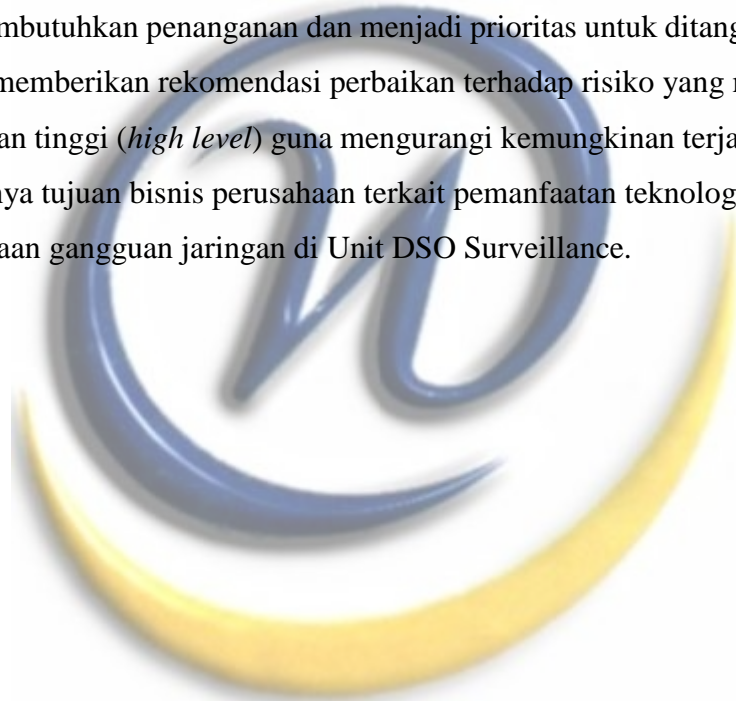 mbutuhkan penanganan dan menjadi prioritas untuk ditang
memberikan rekomendasi perbaikan terhadap risiko yang
an tinggi (high level) guna mengurangi kemungkinan terja
nya tujuan bisnis perusahaan terkait pemanfaatan teknolog
aan gangguan jaringan di Unit DSO Surveillance.